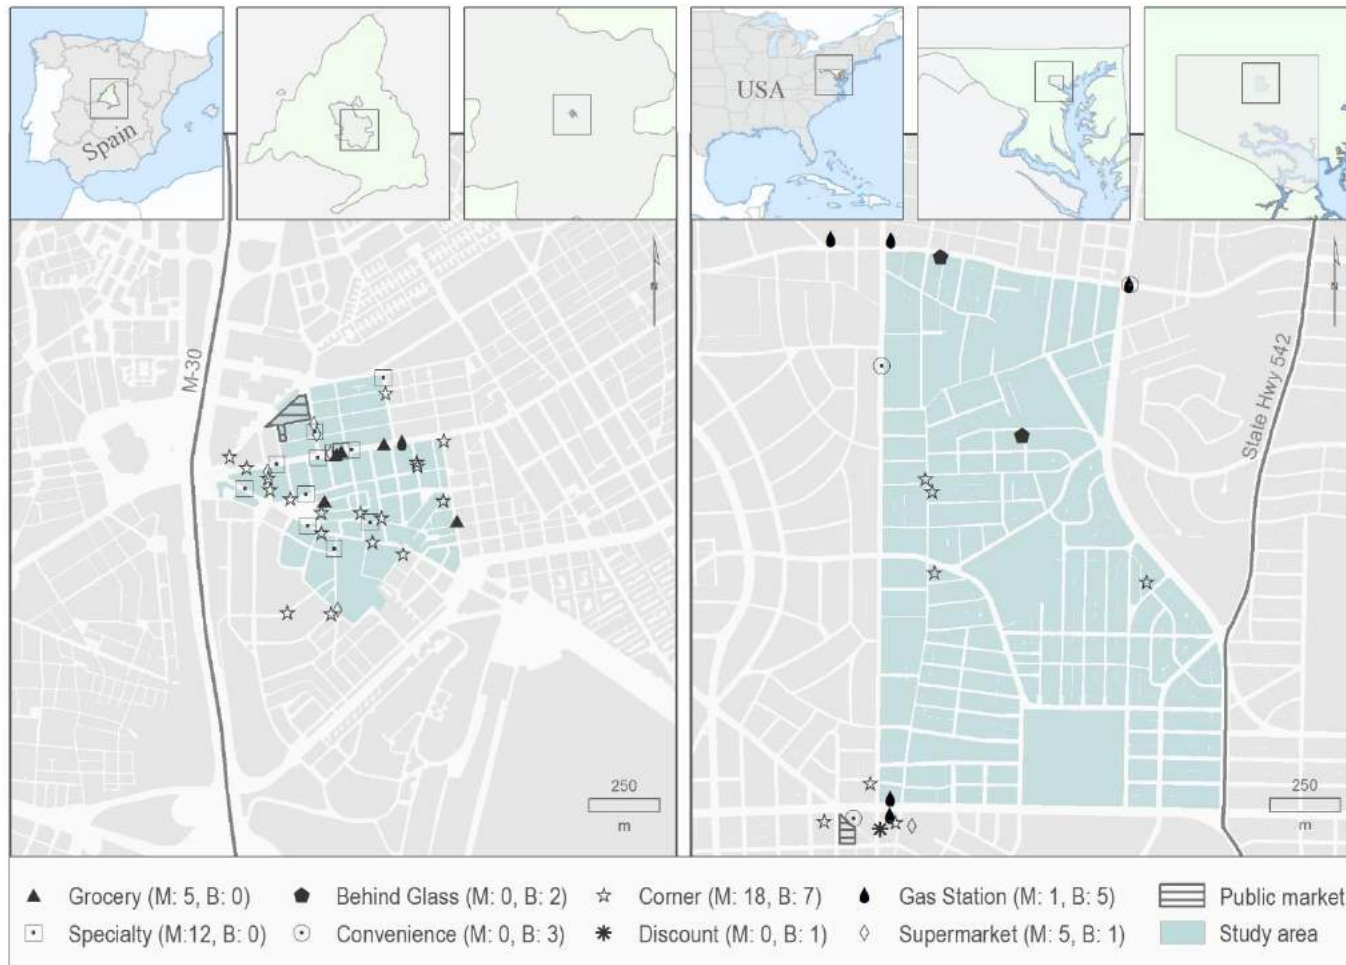 Spain
USA
M-30
State Hwy 542
250
m
250
m
Grocery (M: 5, B: 0)
Behind Glass (M: 0, B: 2)
Corner (M: 18, B: 7)
Gas Station (M: 1, B: 5)
Public market
Specialty (M:12, B: 0)
Convenience (M: 0, B: 3)
Discount (M: 0, B: 1)
Supermarket (M: 5, B: 1)
Study area